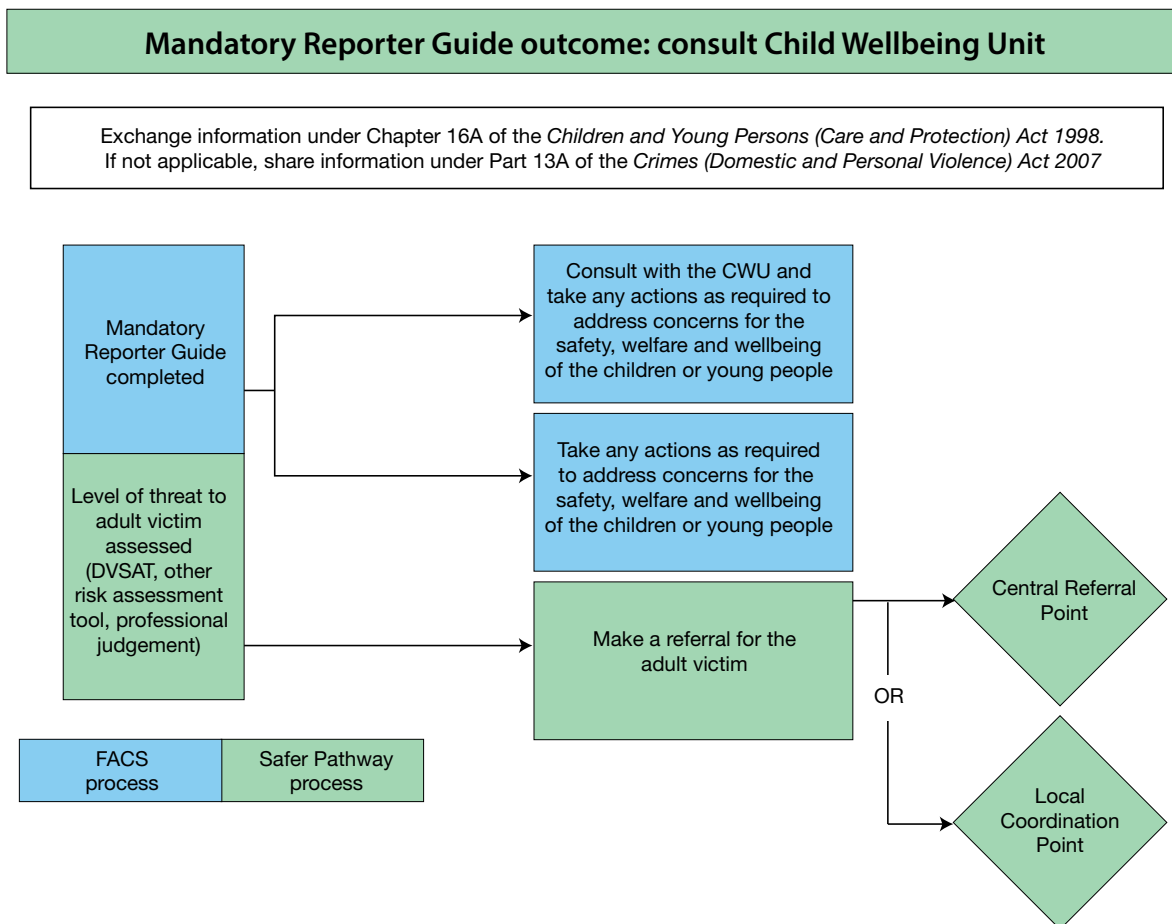 Mandatory Reporter Guide outcome: consult Child Wellbeing Unit
Exchange information under Chapter 16A of the Children and Young Persons (Care and Protection) Act 1998.
If not applicable, share information under Part 13A of the Crimes (Domestic and Personal Violence) Act 2007
Mandatory
Reporter Guide
completed
Consult with the CWU and
take any actions as required to
address concerns for the
safety, welfare and wellbeing
of the children or young people
Take any actions as required
to address concerns for the
safety, welfare and wellbeing
of the children or young people
Level of threat to
adult victim
assessed
(DVSAT, other
risk assessment
tool, professional
judgement)
Make a referral for the
adult victim
Central Referral
Point
OR
Local
Coordination
Point
FACS
process
Safer Pathway
process